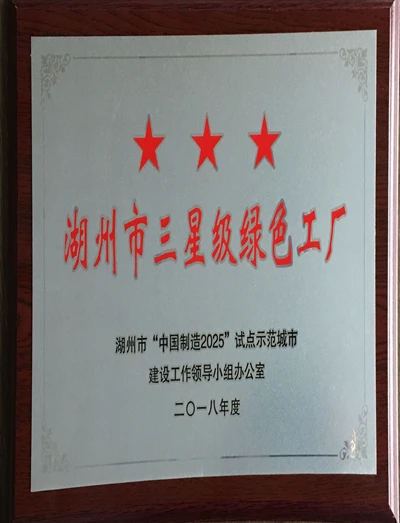 湖州市三星级绿色工厂
湖州市“中国制造2025”试点示范城市
建设工作领导小组办公室
二〇一八年度